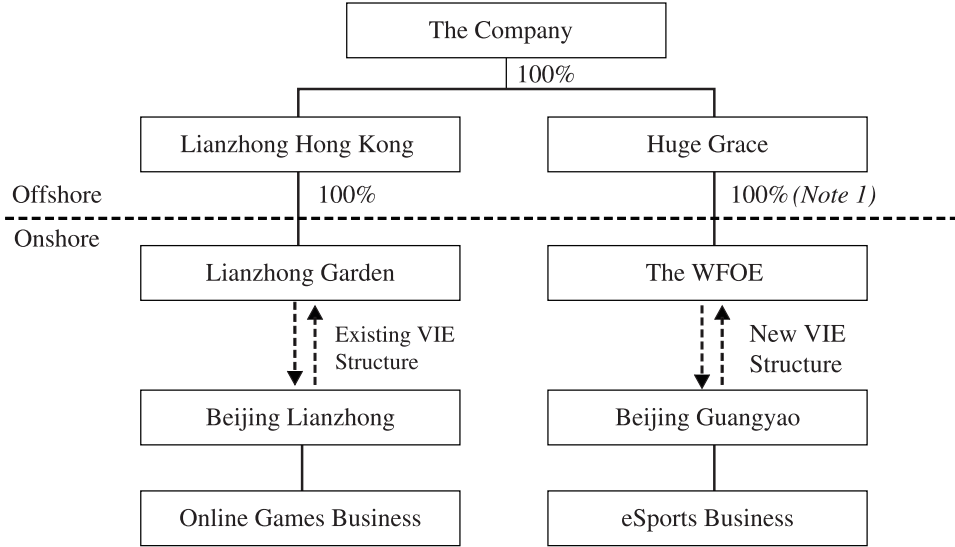 The Company
100%
Lianzhong Hong Kong
Huge Grace
Offshore
100%
100% (Note 1)
Onshore
Lianzhong Garden
The WFOE
Existing VIE
Structure
New VIE
Structure
Beijing Lianzhong
Beijing Guangyao
Online Games Business
eSports Business